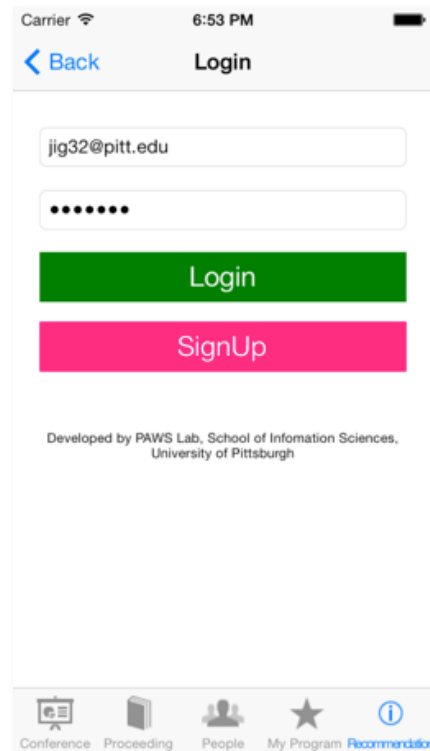 Carrier 6:53 PM
Back Login
jig32@pitt.edu
•••••••
Login
SignUp
Developed by PAWS Lab, School of Infomation Sciences,
University of Pittsburgh
Conference Proceeding People My Program Recommendation